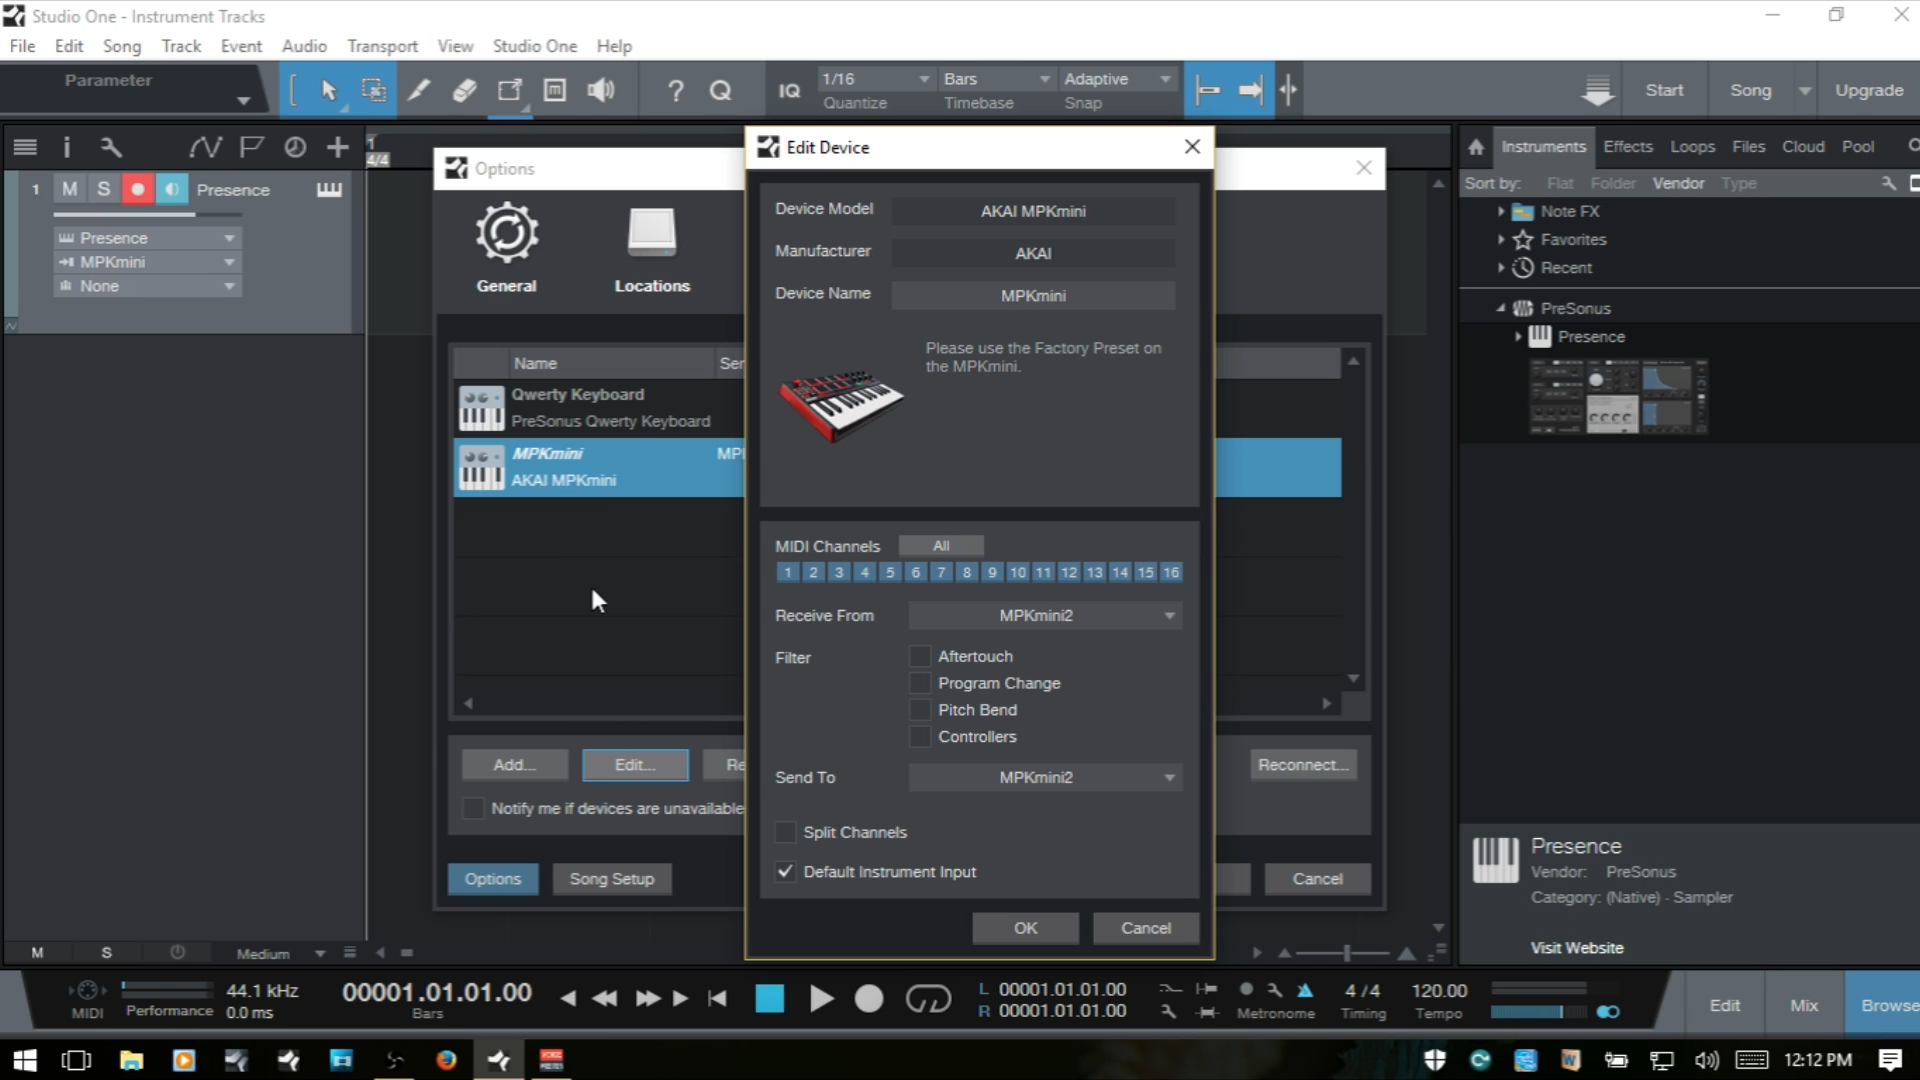 Studio One - Instrument Tracks
File Edit Song Track Event Audio Transport View Studio One Help
Parameter
IQ
1/16
Quantize
Bars
Timebase
Adaptive
Snap
Start
Song
Upgrade
1
4/4
1 M S Presence
Presence
MPKmini
None
Options
General
Locations
Name
Ser
Qwerty Keyboard
PreSonus Qwerty Keyboard
MPKmini
MPI
AKAI MPKmini
Add...
Edit...
Re
Reconnect...
Notify me if devices are unavailable
Options
Song Setup
Cancel
Edit Device
Device Model
AKAI MPKmini
Manufacturer
AKAI
Device Name
MPKmini
Please use the Factory Preset on
the MPKmini.
MIDI Channels
All
1 2 3 4 5 6 7 8 9 10 11 12 13 14 15 16
Receive From
MPKmini2
Filter
Aftertouch
Program Change
Pitch Bend
Controllers
Send To
MPKmini2
Split Channels
Default Instrument Input
OK
Cancel
Instruments Effects Loops Files Cloud Pool
Sort by: Flat Folder Vendor Type
Note FX
Favorites
Recent
PreSonus
Presence
Presence
Vendor: PreSonus
Category: (Native) - Sampler
Visit Website
M S Medium
MIDI
Performance
44.1 kHz
0.0 ms
00001.01.01.00
Bars
L 00001.01.01.00
R 00001.01.01.00
Metronome
4 / 4
Timing
120.00
Tempo
Edit
Mix
Browse
12:12 PM